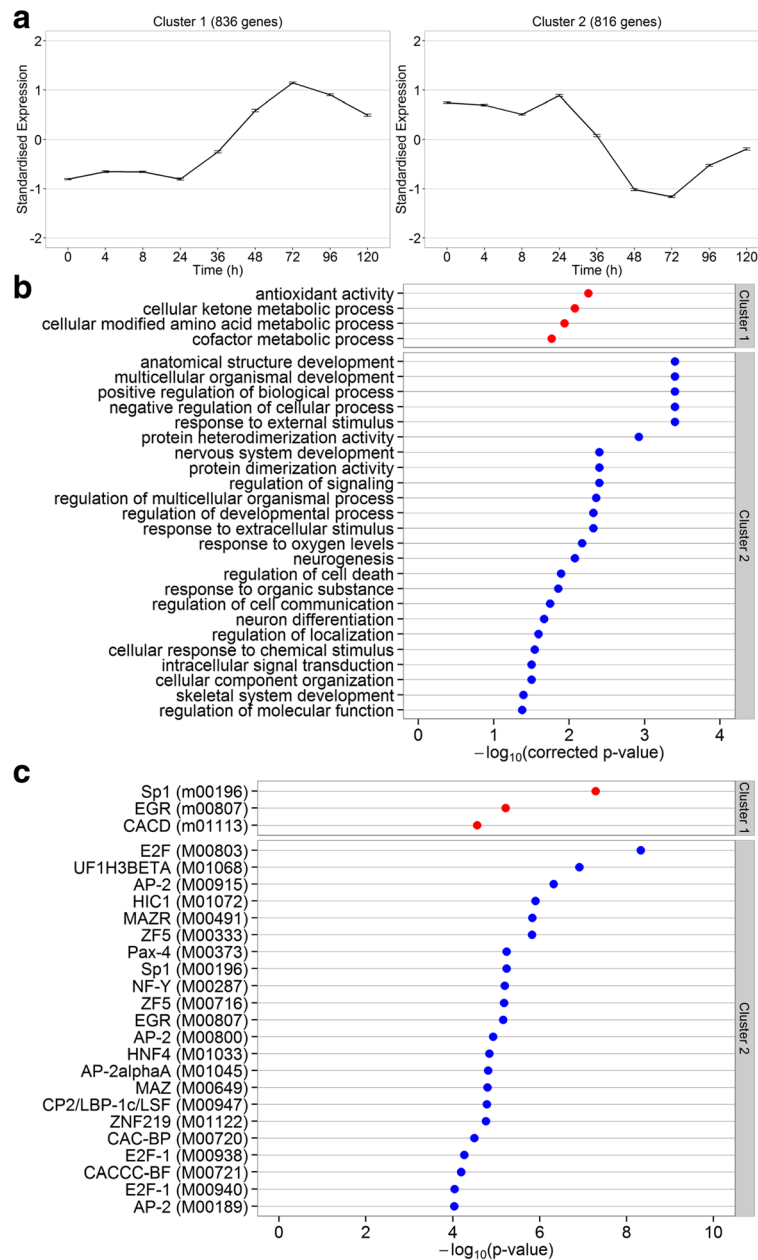 a
Cluster 1 (836 genes)
Cluster 2 (816 genes)
Standardised Expression
2
1
0
-1
-2
0 4 8 24 36 48 72 96 120
Time (h)
Standardised Expression
2
1
0
-1
-2
0 4 8 24 36 48 72 96 120
Time (h)
b
antioxidant activity
cellular ketone metabolic process
cellular modified amino acid metabolic process
cofactor metabolic process
Cluster 1
anatomical structure development
multicellular organismal development
positive regulation of biological process
negative regulation of cellular process
response to external stimulus
protein heterodimerization activity
nervous system development
protein dimerization activity
regulation of signaling
regulation of multicellular organismal process
regulation of developmental process
response to extracellular stimulus
response to oxygen levels
neurogenesis
regulation of cell death
response to organic substance
regulation of cell communication
neuron differentiation
regulation of localization
cellular response to chemical stimulus
intracellular signal transduction
cellular component organization
skeletal system development
regulation of molecular function
Cluster 2
0 1 2 3 4
−log10(corrected p-value)
c
Sp1 (m00196)
EGR (m00807)
CACD (m01113)
Cluster 1
E2F (M00803)
UF1H3BETA (M01068)
AP-2 (M00915)
HIC1 (M01072)
MAZR (M00491)
ZF5 (M00333)
Pax-4 (M00373)
Sp1 (M00196)
NF-Y (M00287)
ZF5 (M00716)
EGR (M00807)
AP-2 (M00800)
HNF4 (M01033)
AP-2alphaA (M01045)
MAZ (M00649)
CP2/LBP-1c/LSF (M00947)
ZNF219 (M01122)
CAC-BP (M00720)
E2F-1 (M00938)
CACCC-BF (M00721)
E2F-1 (M00940)
AP-2 (M00189)
Cluster 2
0 2 4 6 8 10
−log10(p-value)